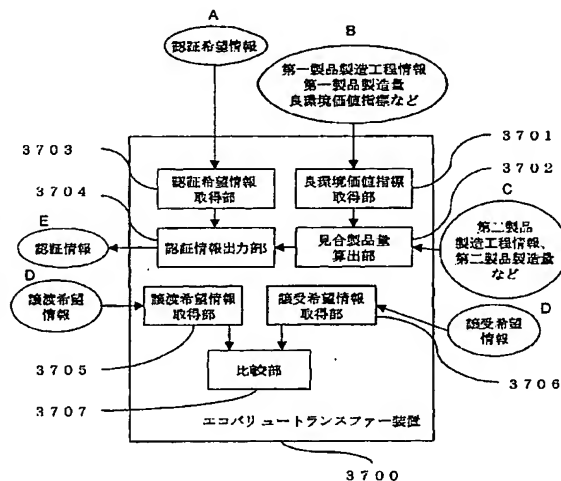 A
認証希望情報
B
第一製品製造工程情報
第一製品製造量
良環境価値指標など
3703
認証希望情報
取得部
良環境価値指標
取得部
3701
3702
3704
E
認証情報
認証情報出力部
見合製品量
算出部
C
第二製品
製造工程情報、
第二製品製造量
など
D
譲渡希望
情報
譲渡希望情報
取得部
譲受希望情報
取得部
D
譲受希望
情報
3705
比較部
3706
3707
エコバリュートランスファー装置
3700